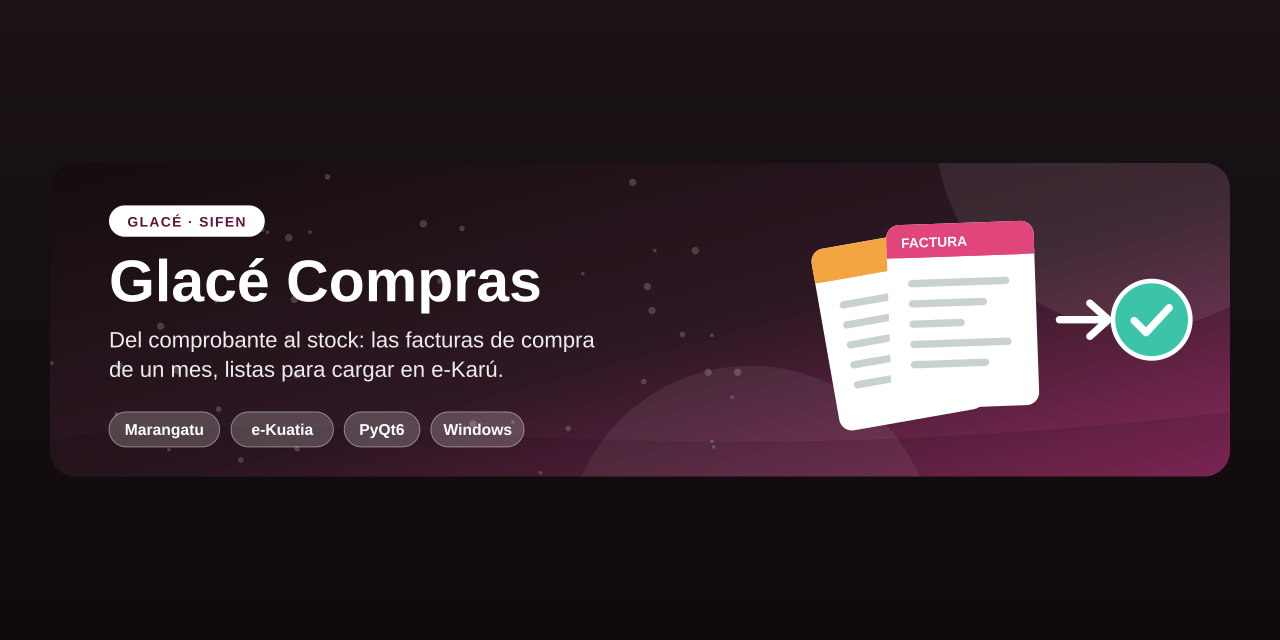 GLACÉ · SIFEN
Glacé Compras
Del comprobante al stock: las facturas de compra
de un mes, listas para cargar en e-Karú.
Marangatu
e-Kuatia
PyQt6
Windows
FACTURA